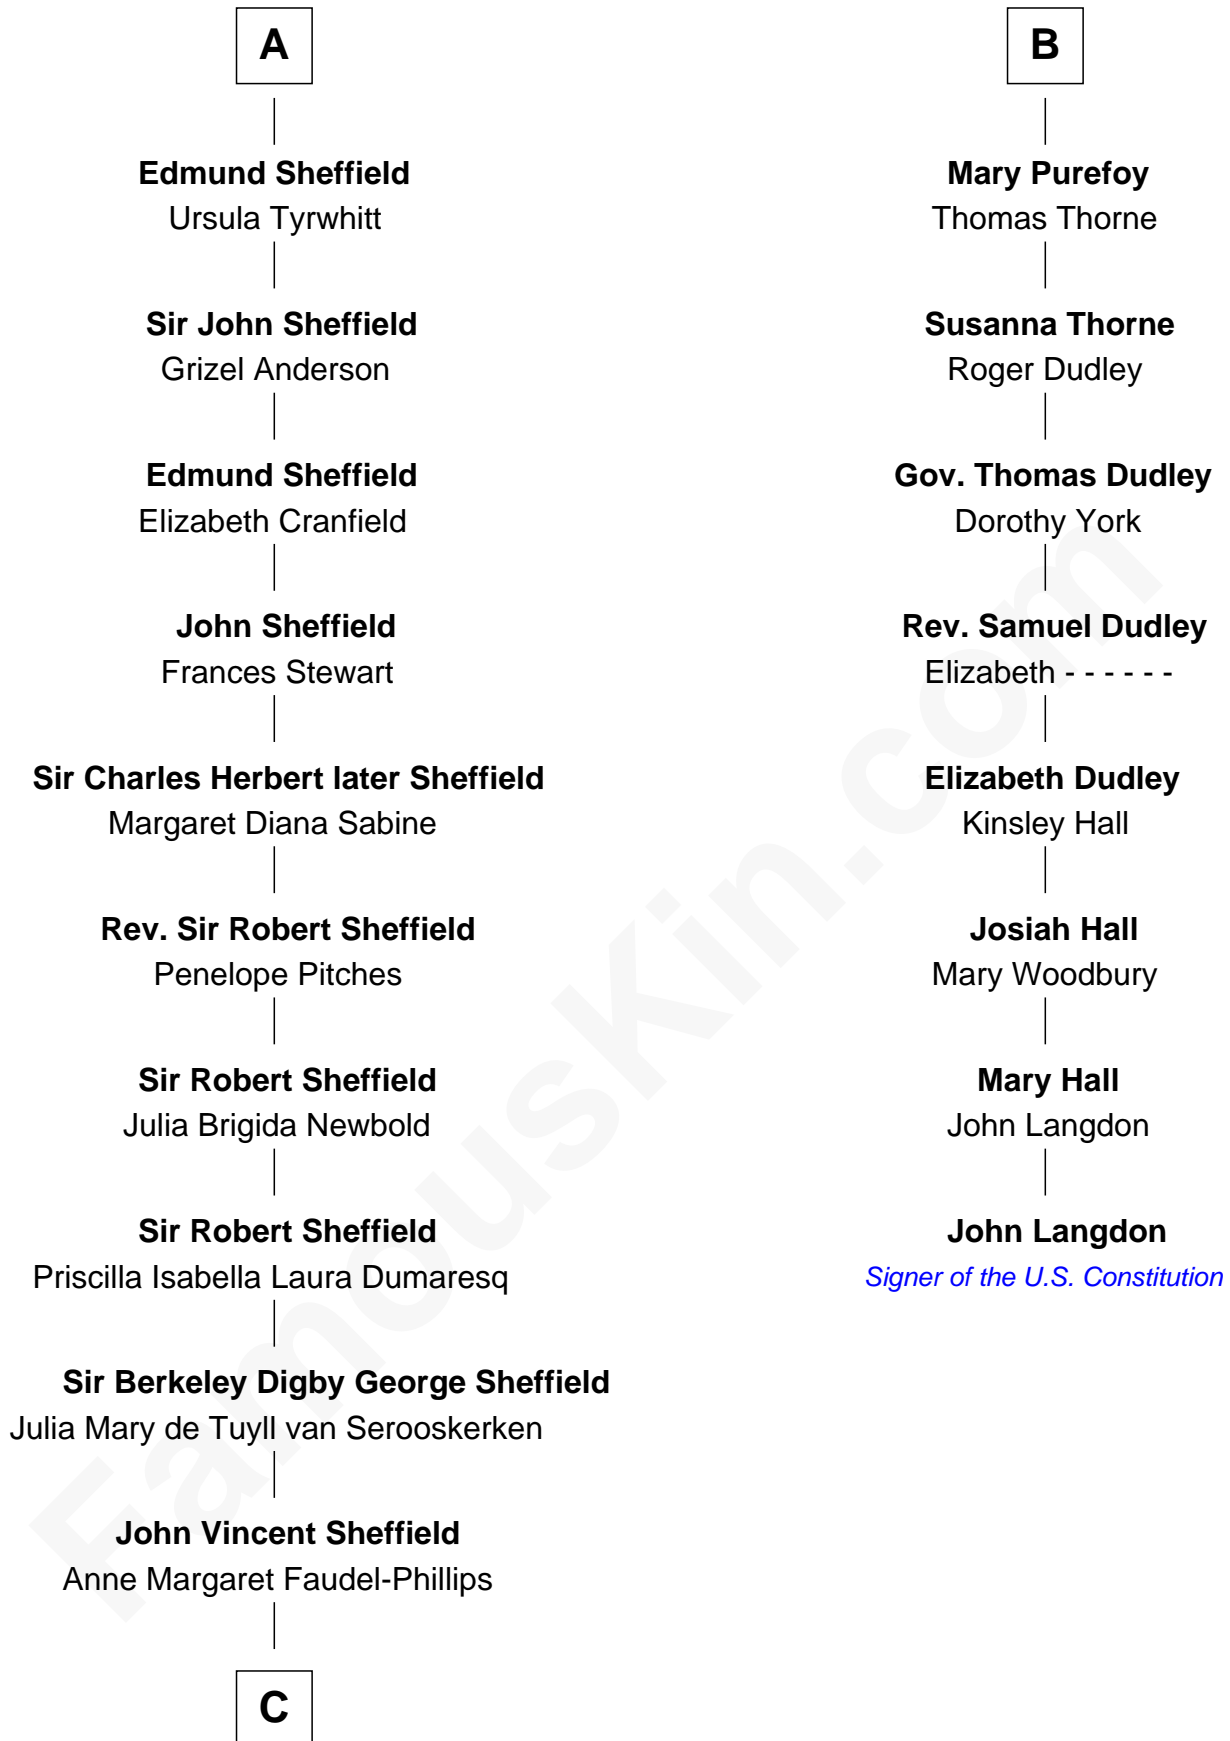 A
Edmund Sheffield
Ursula Tyrwhitt
Sir John Sheffield
Grizel Anderson
Edmund Sheffield
Elizabeth Cranfield
John Sheffield
Frances Stewart
Sir Charles Herbert later Sheffield
Margaret Diana Sabine
Rev. Sir Robert Sheffield
Penelope Pitches
Sir Robert Sheffield
Julia Brigida Newbold
Sir Robert Sheffield
Priscilla Isabella Laura Dumaresq
Sir Berkeley Digby George Sheffield
Julia Mary de Tuyll van Serooskerken
John Vincent Sheffield
Anne Margaret Faudel-Phillips
C
B
Mary Purefoy
Thomas Thorne
Susanna Thorne
Roger Dudley
Gov. Thomas Dudley
Dorothy York
Rev. Samuel Dudley
Elizabeth - - - - - -
Elizabeth Dudley
Kinsley Hall
Josiah Hall
Mary Woodbury
Mary Hall
John Langdon
John Langdon
Signer of the U.S. Constitution
FamousKin.com